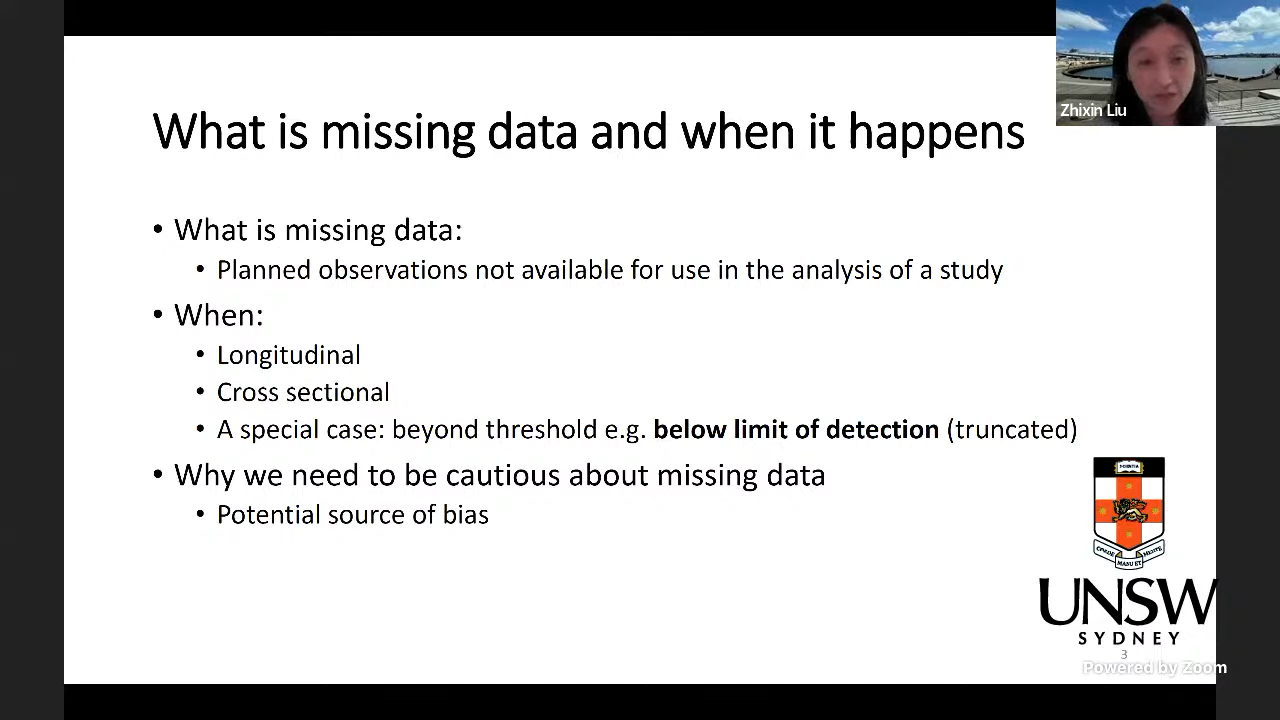 Zhixin Liu
What is missing data and when it happens
• What is missing data:
• Planned observations not available for use in the analysis of a study
• When:
• Longitudinal
• Cross sectional
• A special case: beyond threshold e.g. below limit of detection (truncated)
• Why we need to be cautious about missing data
• Potential source of bias
SCIENTIA
MANU ET
UNSW
SYDNEY
3
Powered by Zoom